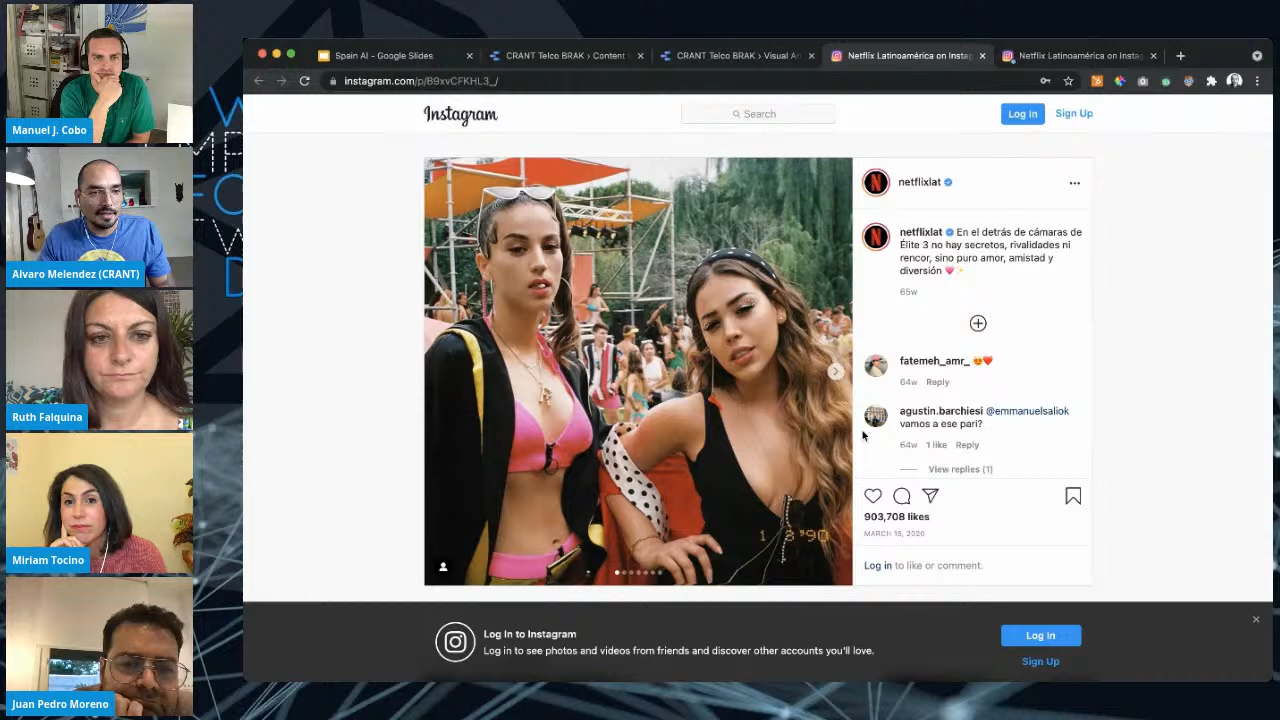 Manuel J. Cobo
Alvaro Melendez (CRANT)
Ruth Falquina
Miriam Tocino
Juan Pedro Moreno
Spain AI - Google Slides
CRANT Telco BRAK › Content
CRANT Telco BRAK › Visual A
Netflix Latinoamérica on Insta
Netflix Latinoamérica on Insta
instagram.com/p/B9xvCFKHL3_/
Instagram
Search
Log In
Sign Up
netflixlat
netflixlat En el detrás de cámaras de
Élite 3 no hay secretos, rivalidades ni
rencor, sino puro amor, amistad y
diversión
65w
fatemeh_amr_
64w Reply
agustin.barchiesi @emmanuelsaliok
vamos a ese pari?
64w 1 like Reply
View replies (1)
903,708 likes
Log in to like or comment.
Log In to Instagram
Log in to see photos and videos from friends and discover other accounts you'll love.
Log In
Sign Up